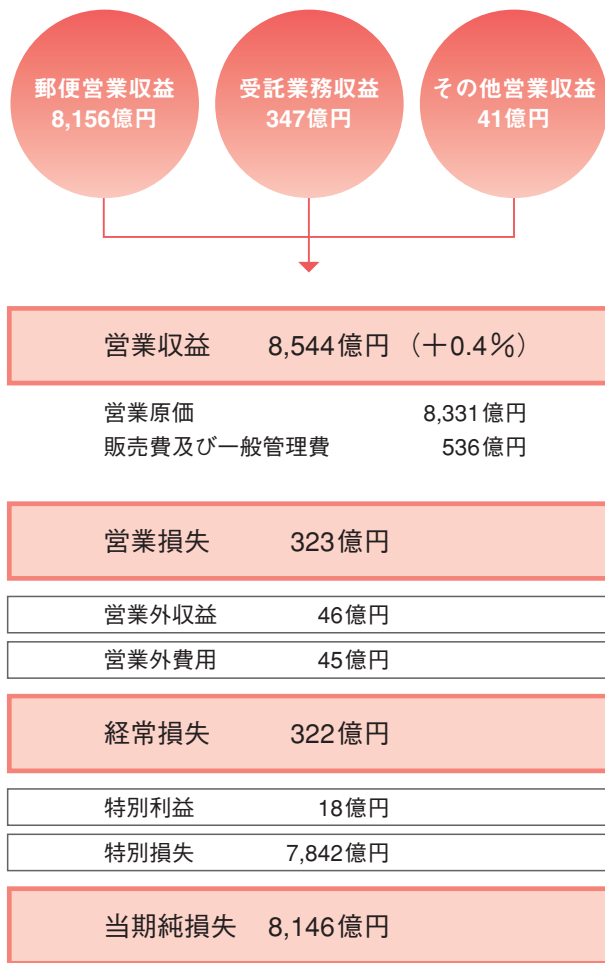 郵便営業収益
8,156億円
受託業務収益
347億円
その他営業収益
41億円
営業収益 8,544億円 （＋0.4％）
営業原価 8,331億円
販売費及び一般管理費 536億円
営業損失 323億円
営業外収益 46億円
営業外費用 45億円
経常損失 322億円
特別利益 18億円
特別損失 7,842億円
当期純損失 8,146億円